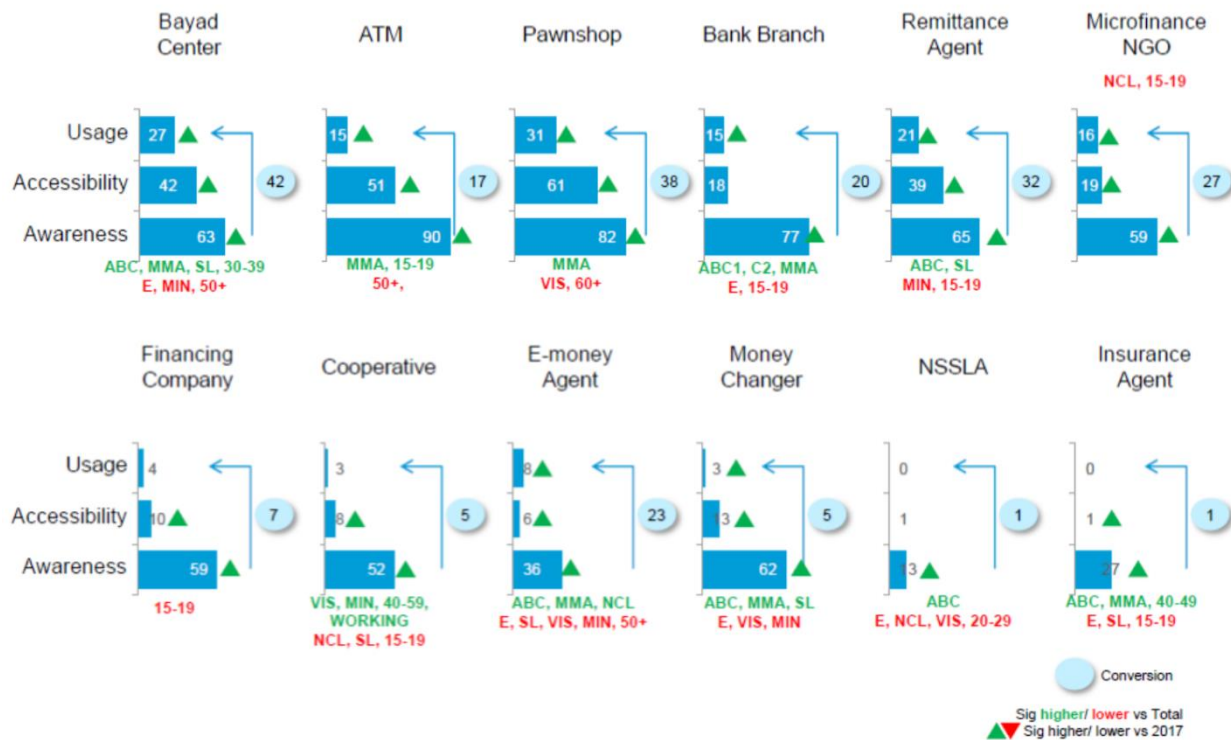 Bayad
Center
ATM
Pawnshop
Bank Branch
Remittance
Agent
Microfinance
NGO
NCL, 15-19
Usage
27
15
31
15
21
16
Accessibility
42
42
51
17
61
38
18
20
39
32
19
27
Awareness
63
90
82
77
65
59
ABC, MMA, SL, 30-39
E, MIN, 50+
MMA, 15-19
50+,
MMA
VIS, 60+
ABC1, C2, MMA
E, 15-19
ABC, SL
MIN, 15-19
Financing
Company
Cooperative
E-money
Agent
Money
Changer
NSSLA
Insurance
Agent
Usage
4
3
8
3
0
0
Accessibility
10
7
8
5
6
23
13
5
1
1
1
1
Awareness
59
52
36
62
13
27
15-19
VIS, MIN, 40-59,
WORKING
NCL, SL, 15-19
ABC, MMA, NCL
E, SL, VIS, MIN, 50+
ABC, MMA, SL
E, VIS, MIN
ABC
E, NCL, VIS, 20-29
ABC, MMA, 40-49
E, SL, 15-19
Conversion
Sig higher/ lower vs Total
Sig higher/ lower vs 2017